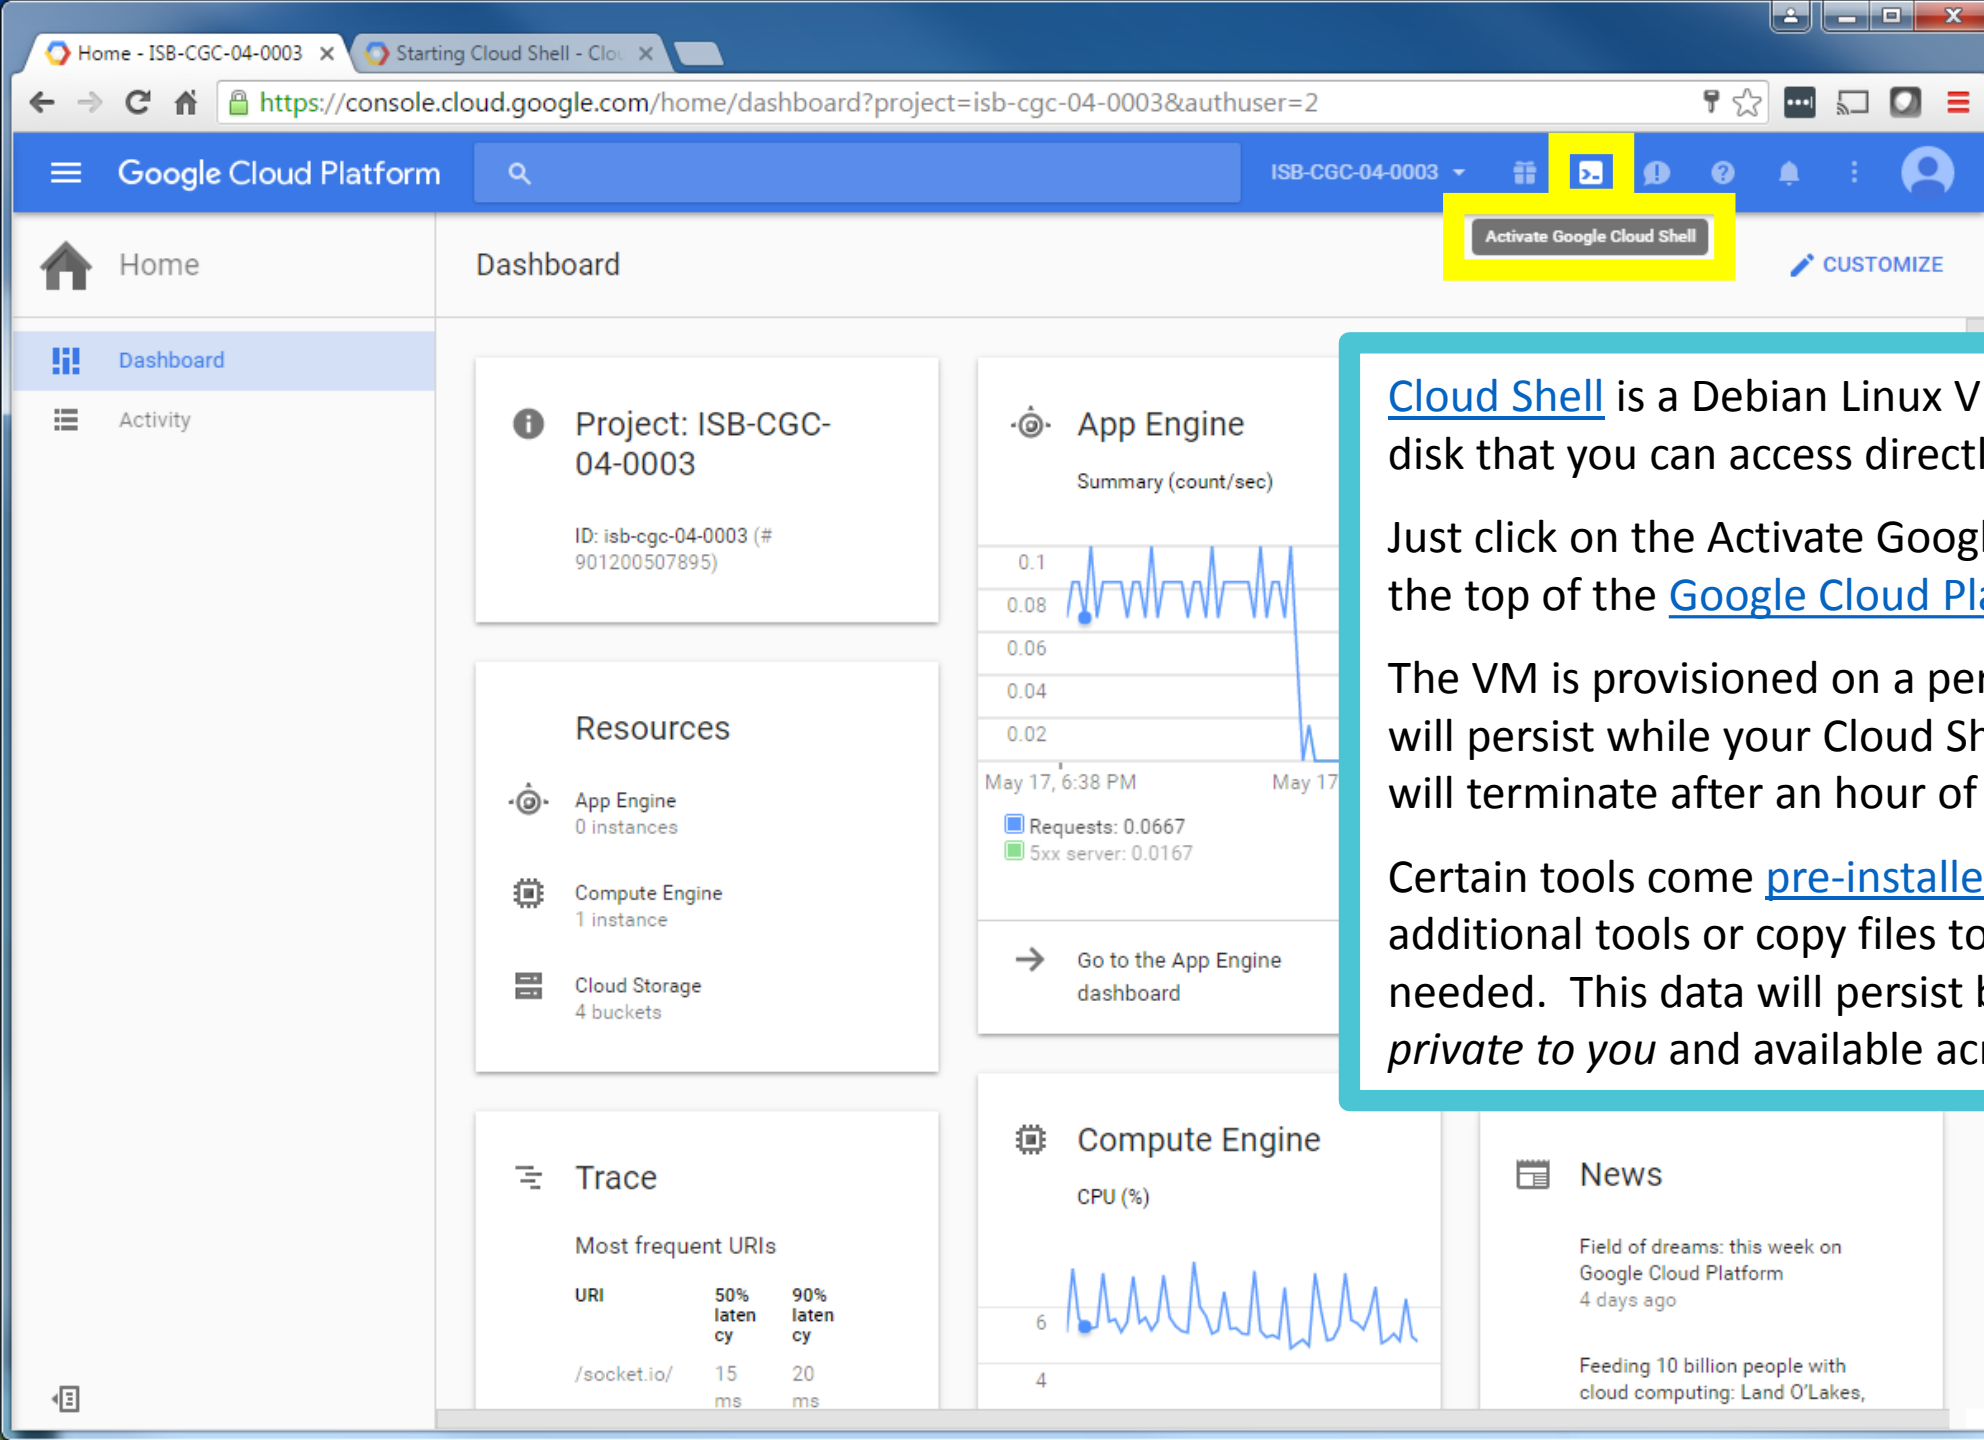 Home - ISB-CGC-04-0003
Starting Cloud Shell - Clou
https://console.cloud.google.com/home/dashboard?project=isb-cgc-04-0003&authuser=2
Google Cloud Platform
ISB-CGC-04-0003
Activate Google Cloud Shell
Home
Dashboard
CUSTOMIZE
Dashboard
Activity
Project: ISB-CGC-
04-0003
ID: isb-cgc-04-0003 (#
901200507895)
Resources
App Engine
0 instances
Compute Engine
1 instance
Cloud Storage
4 buckets
Trace
Most frequent URIs
URI 50% latency 90% latency
/socket.io/ 15 ms 20 ms
App Engine
Summary (count/sec)
0.1
0.08
0.06
0.04
0.02
May 17, 6:38 PM May 17
Requests: 0.0667
5xx server: 0.0167
Go to the App Engine
dashboard
Compute Engine
CPU (%)
6
4
Cloud Shell is a Debian Linux V
disk that you can access directl
Just click on the Activate Googl
the top of the Google Cloud Pla
The VM is provisioned on a per
will persist while your Cloud Sh
will terminate after an hour of
Certain tools come pre-installe
additional tools or copy files to
needed. This data will persist b
private to you and available acr
News
Field of dreams: this week on
Google Cloud Platform
4 days ago
Feeding 10 billion people with
cloud computing: Land O'Lakes,